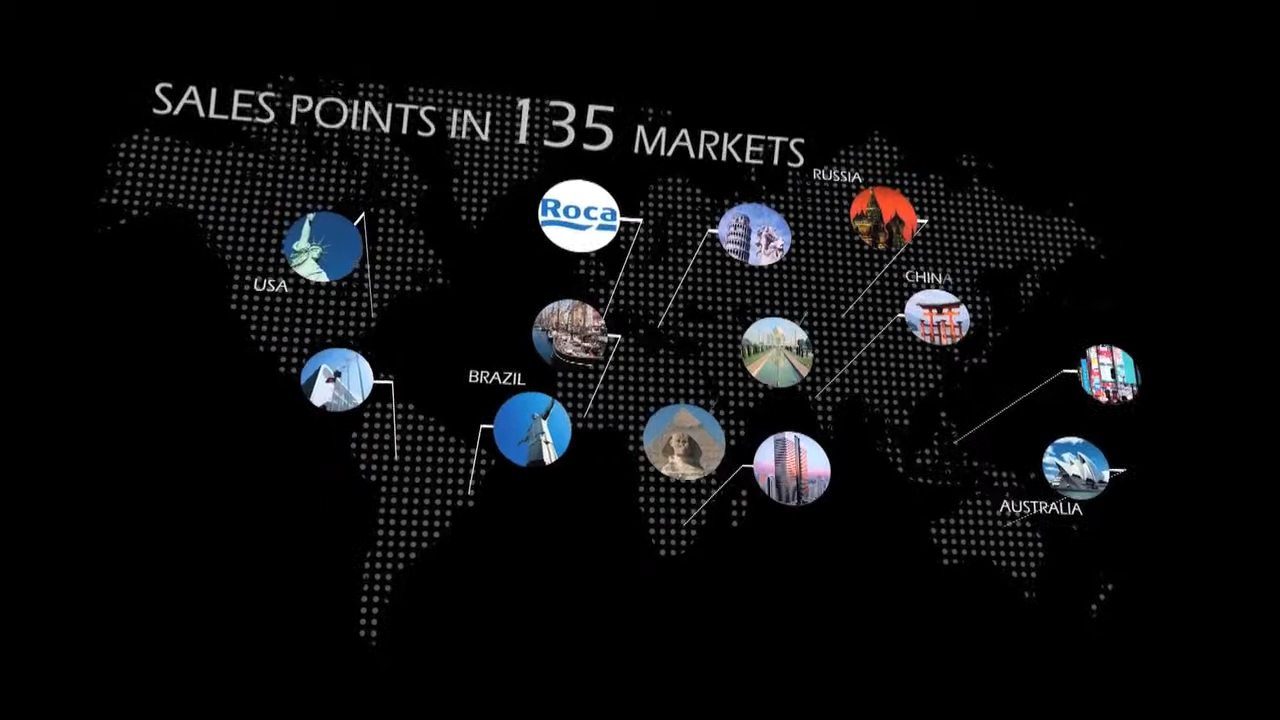 SALES POINTS IN 135 MARKETS
RUSSIA
Roca
USA
CHINA
BRAZIL
AUSTRALIA